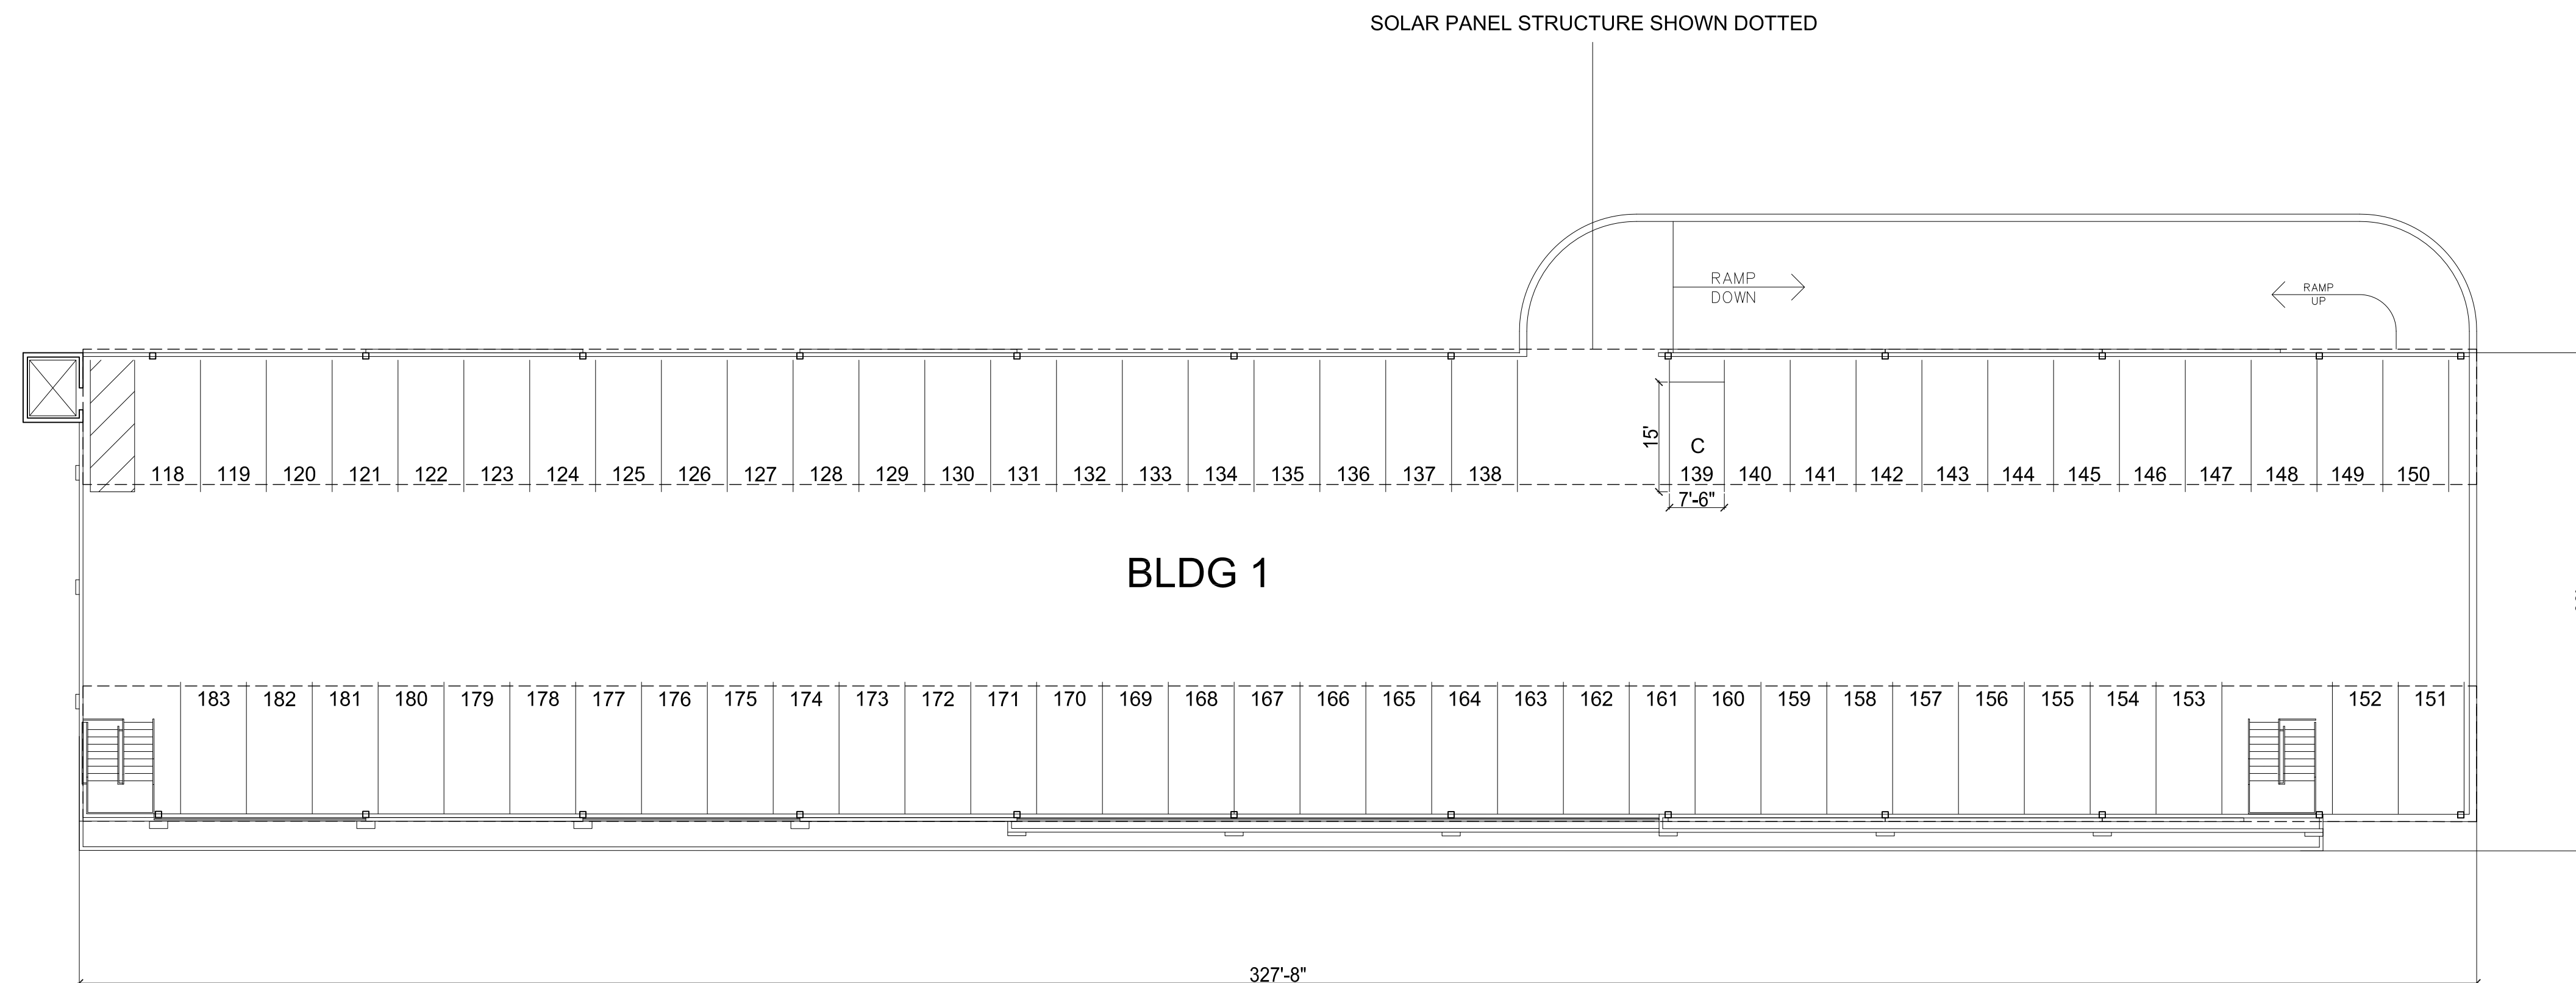 SOLAR PANEL STRUCTURE SHOWN DOTTED
RAMP
DOWN
RAMP
UP
15'
C
118 119 120 121 122 123 124 125 126 127 128 129 130 131 132 133 134 135 136 137 138 139 140 141 142 143 144 145 146 147 148 149 150
7'-6"
BLDG 1
183 182 181 180 179 178 177 176 175 174 173 172 171 170 169 168 167 166 165 164 163 162 161 160 159 158 157 156 155 154 153 152 151
327'-8"